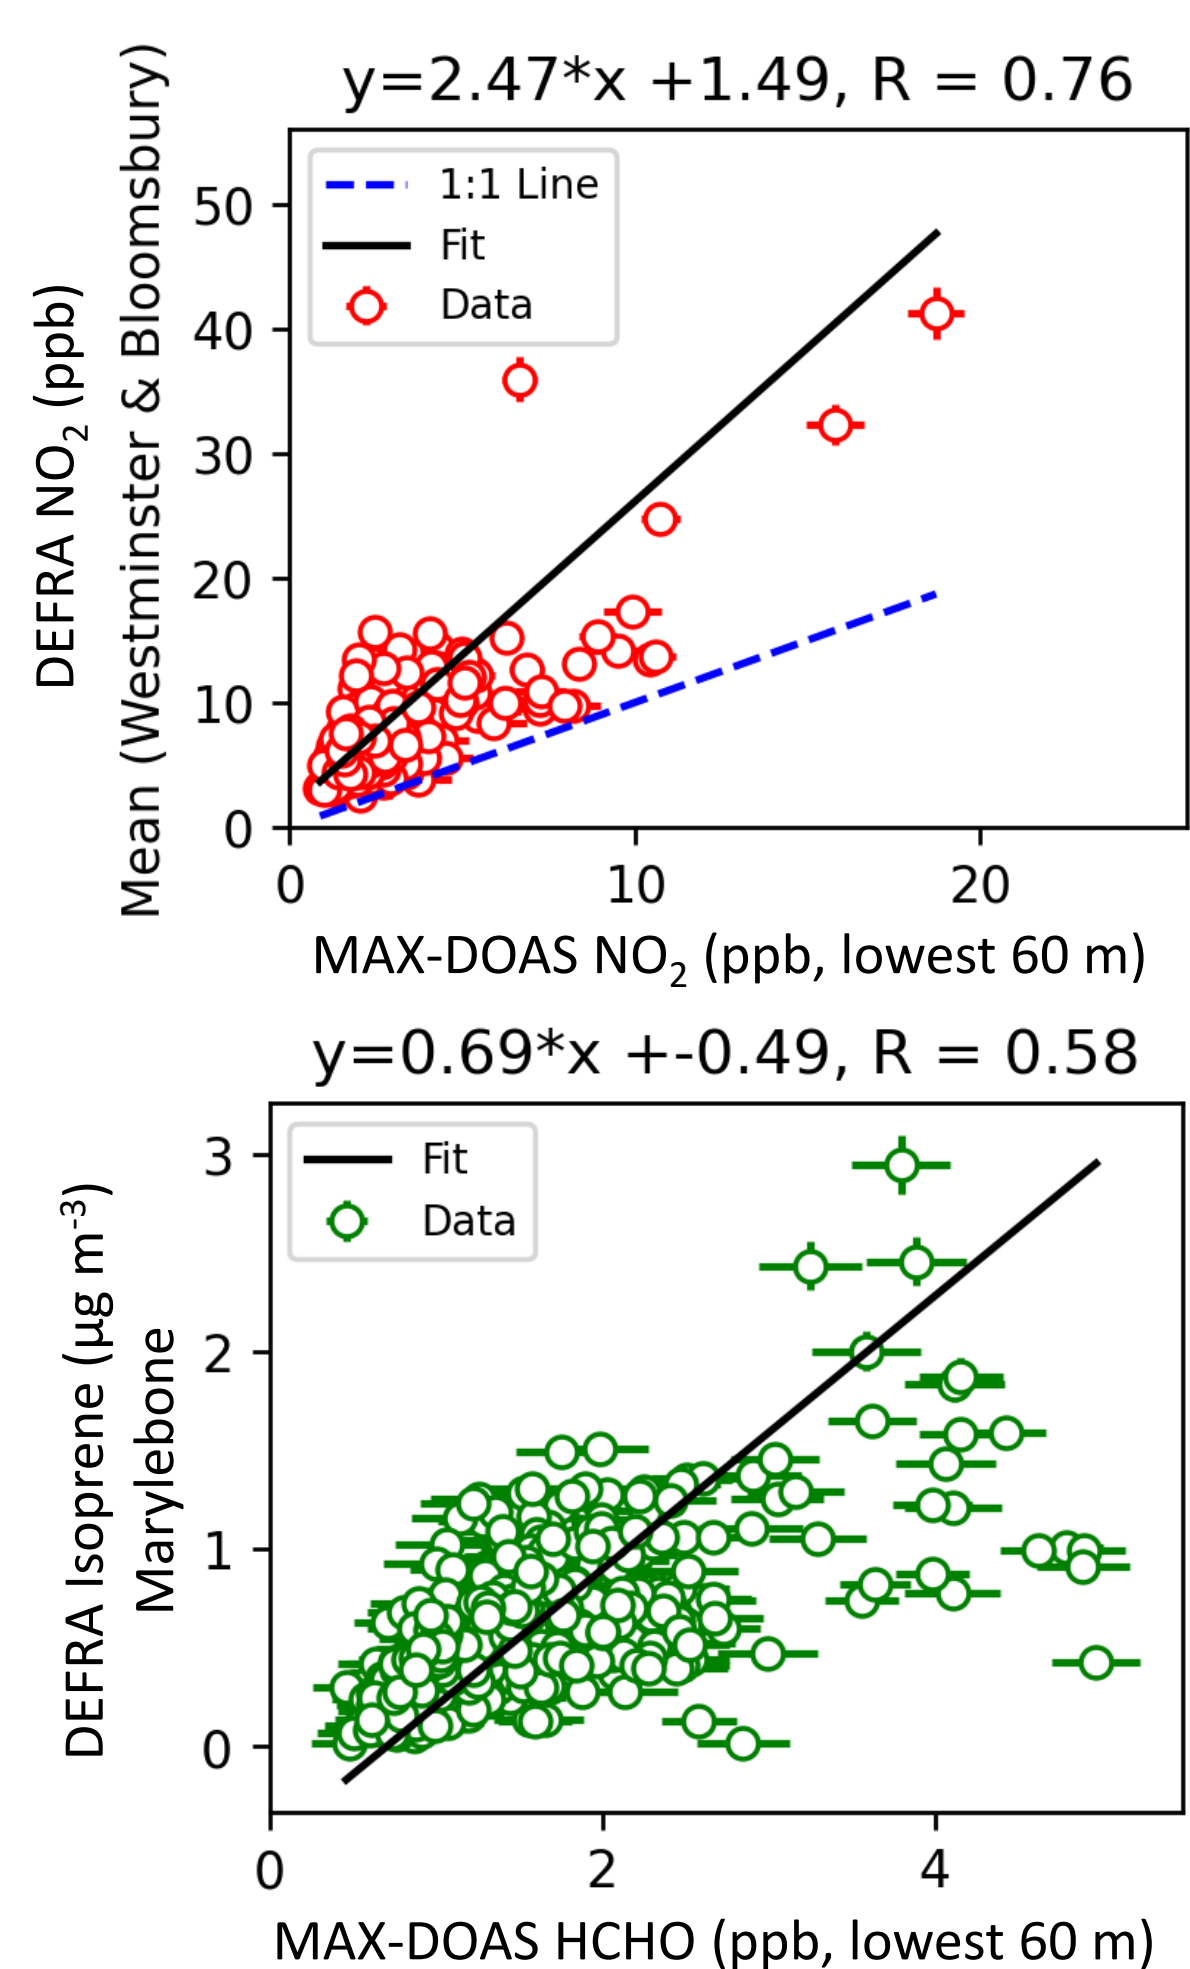 y=2.47*x +1.49, R = 0.76
DEFRA NO₂ (ppb)
Mean (Westminster & Bloomsbury)
1:1 Line
Fit
Data
50
40
30
20
10
0
0 10 20
MAX-DOAS NO₂ (ppb, lowest 60 m)
y=0.69*x +-0.49, R = 0.58
DEFRA Isoprene (μg m⁻³)
Marylebone
Fit
Data
3
2
1
0
0 2 4
MAX-DOAS HCHO (ppb, lowest 60 m)